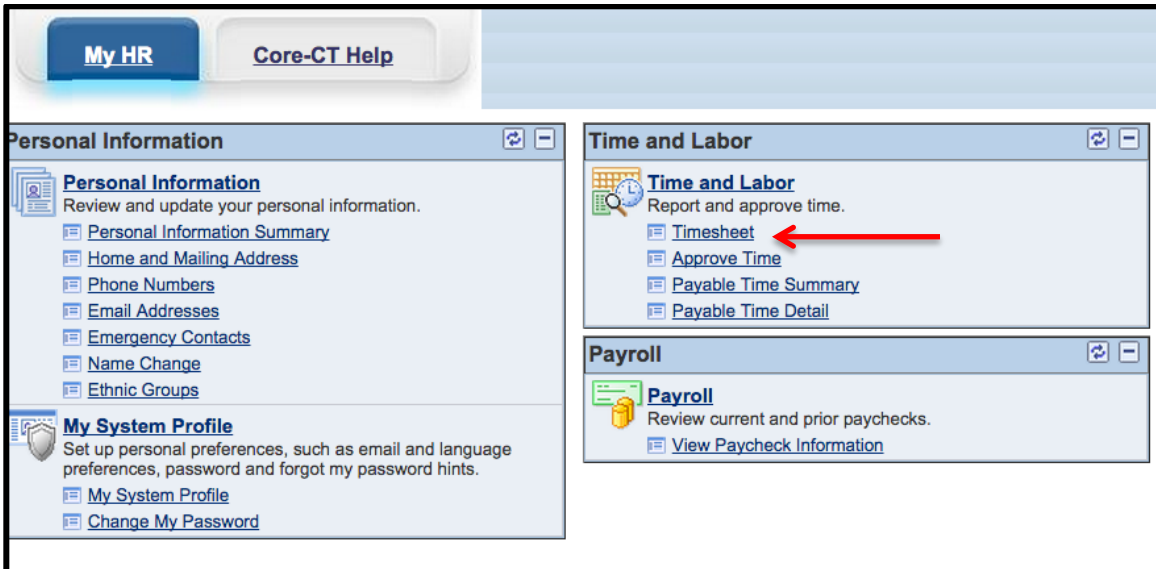 My HR
Core-CT Help
Personal Information
Personal Information
Review and update your personal information.
Personal Information Summary
Home and Mailing Address
Phone Numbers
Email Addresses
Emergency Contacts
Name Change
Ethnic Groups
My System Profile
Set up personal preferences, such as email and language
preferences, password and forgot my password hints.
My System Profile
Change My Password
Time and Labor
Time and Labor
Report and approve time.
Timesheet
Approve Time
Payable Time Summary
Payable Time Detail
Payroll
Payroll
Review current and prior paychecks.
View Paycheck Information